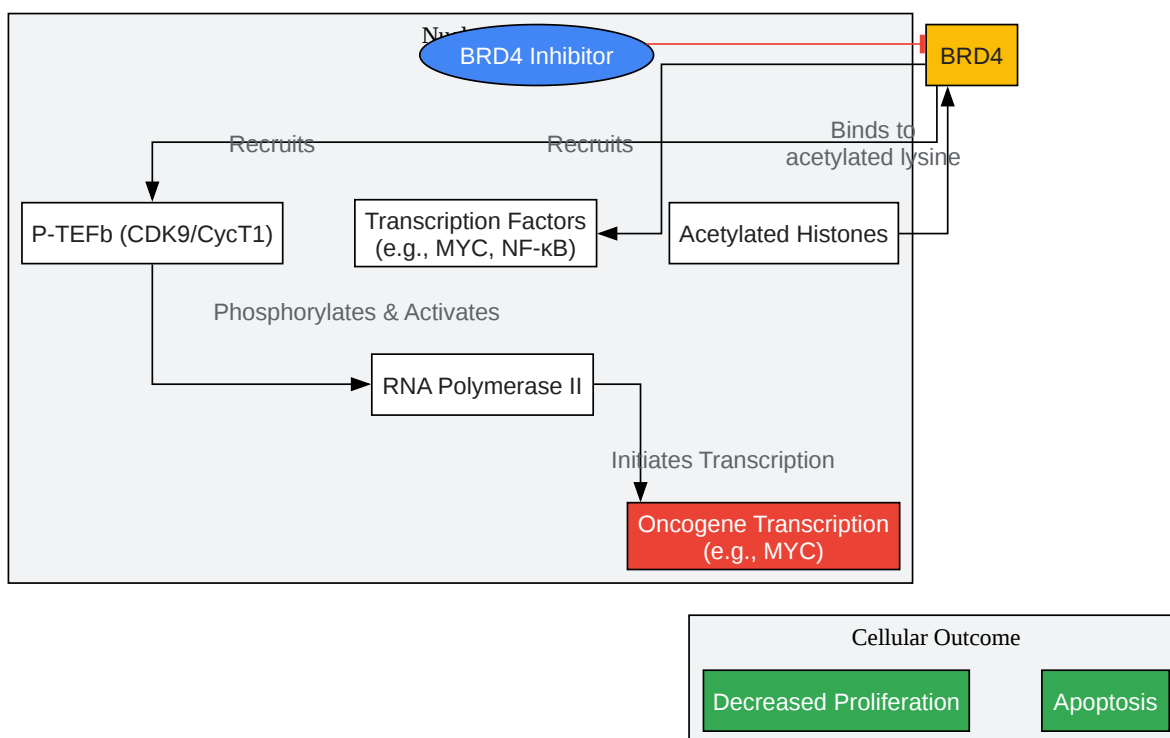 BRD4 Inhibitor
BRD4
Recruits
Recruits
Binds to
acetylated lysine
P-TEFb (CDK9/CycT1)
Transcription Factors
(e.g., MYC, NF-κB)
Acetylated Histones
Phosphorylates & Activates
RNA Polymerase II
Initiates Transcription
Oncogene Transcription
(e.g., MYC)
Cellular Outcome
Decreased Proliferation
Apoptosis